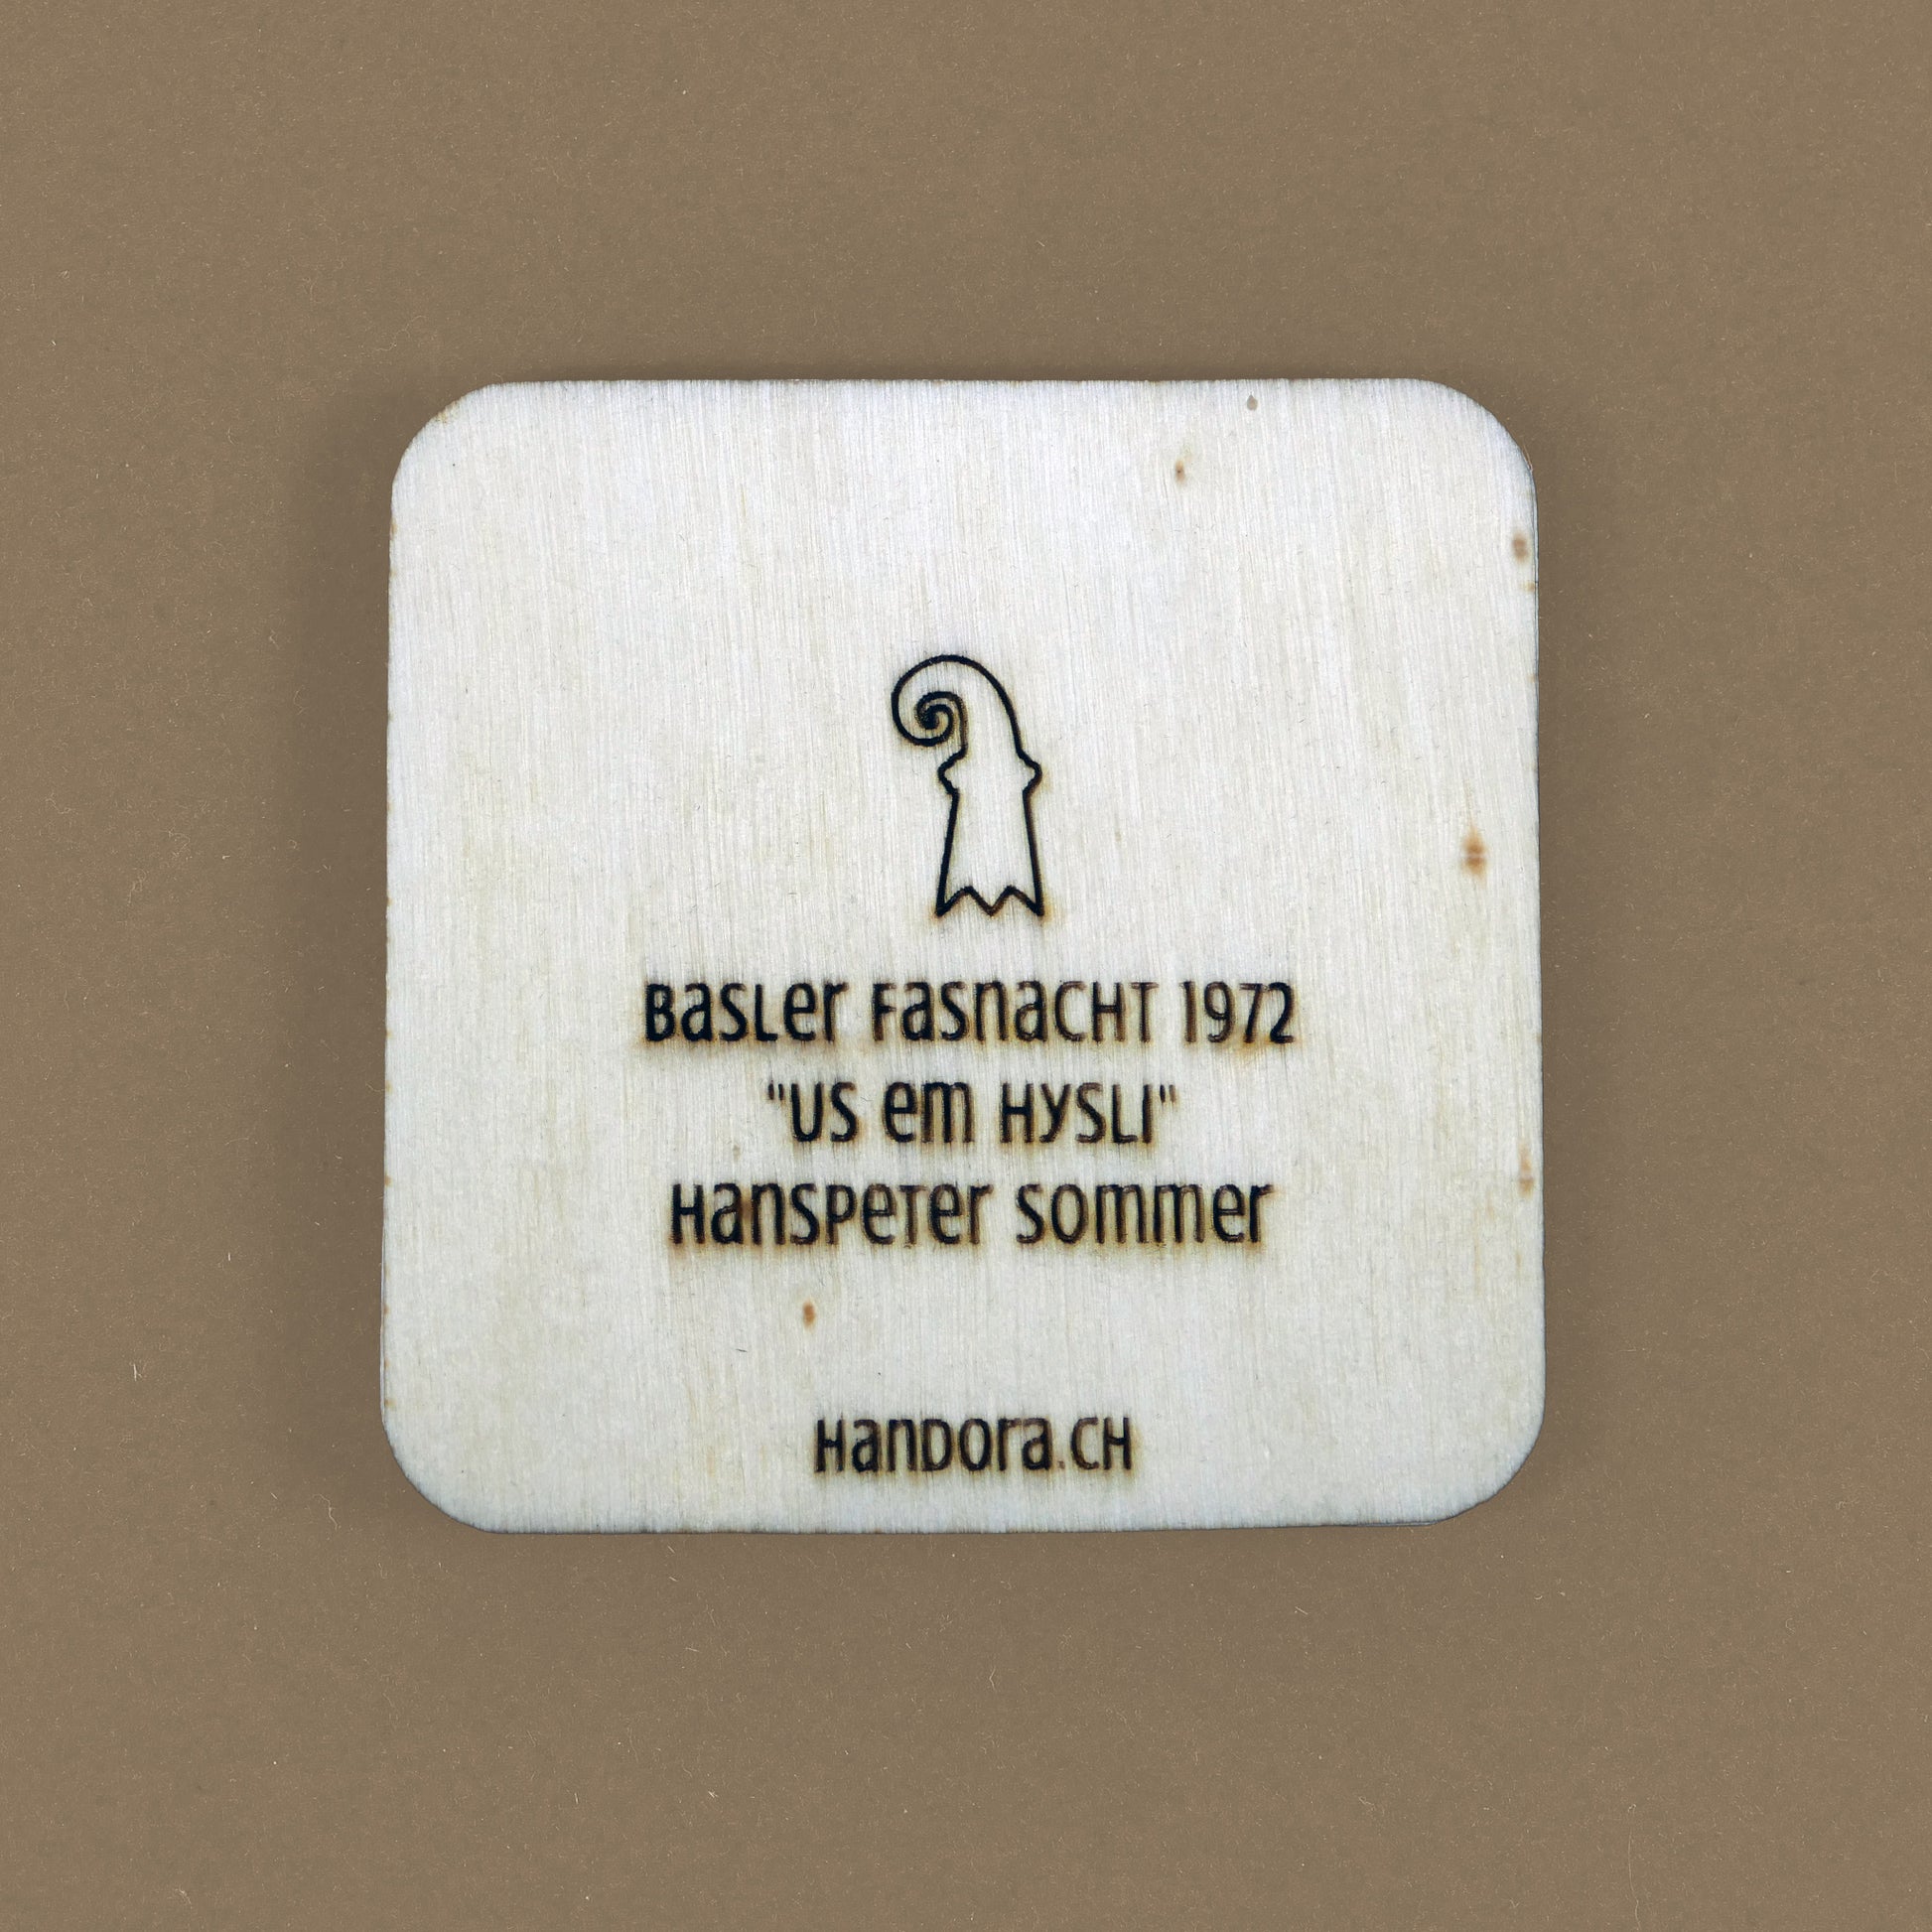 Basler Fasnacht 1972
"Us em Hysli"
Hanspeter Sommer
Handora.ch